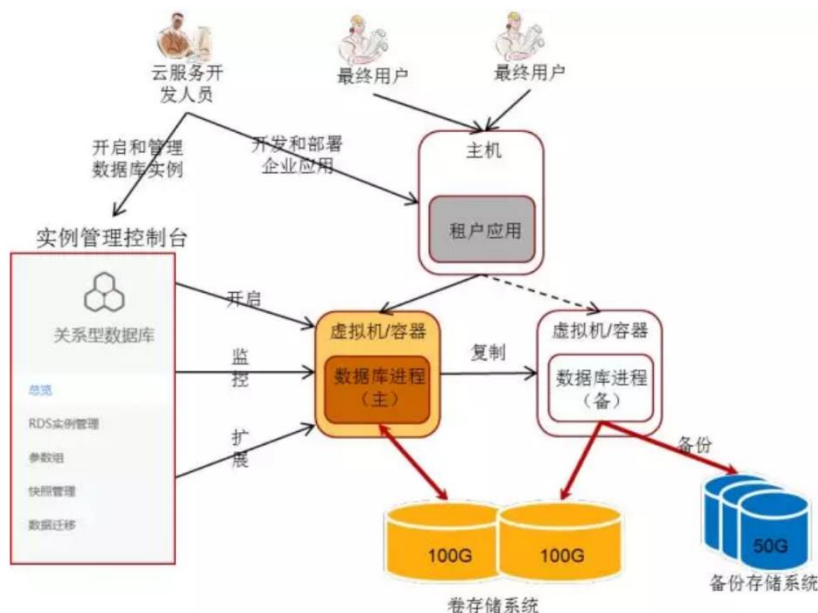 云服务开
发人员
最终用户
最终用户
开启和管理
数据库实例
开发和部署
企业应用
主机
租户应用
实例管理控制台
关系型数据库
总览
RDS实例管理
参数组
快照管理
数据迁移
开启
监
控
扩
展
虚拟机/容器
数据库进程
（主）
复制
虚拟机/容器
数据库进程
（备）
备份
100G
100G
50G
卷存储系统
备份存储系统